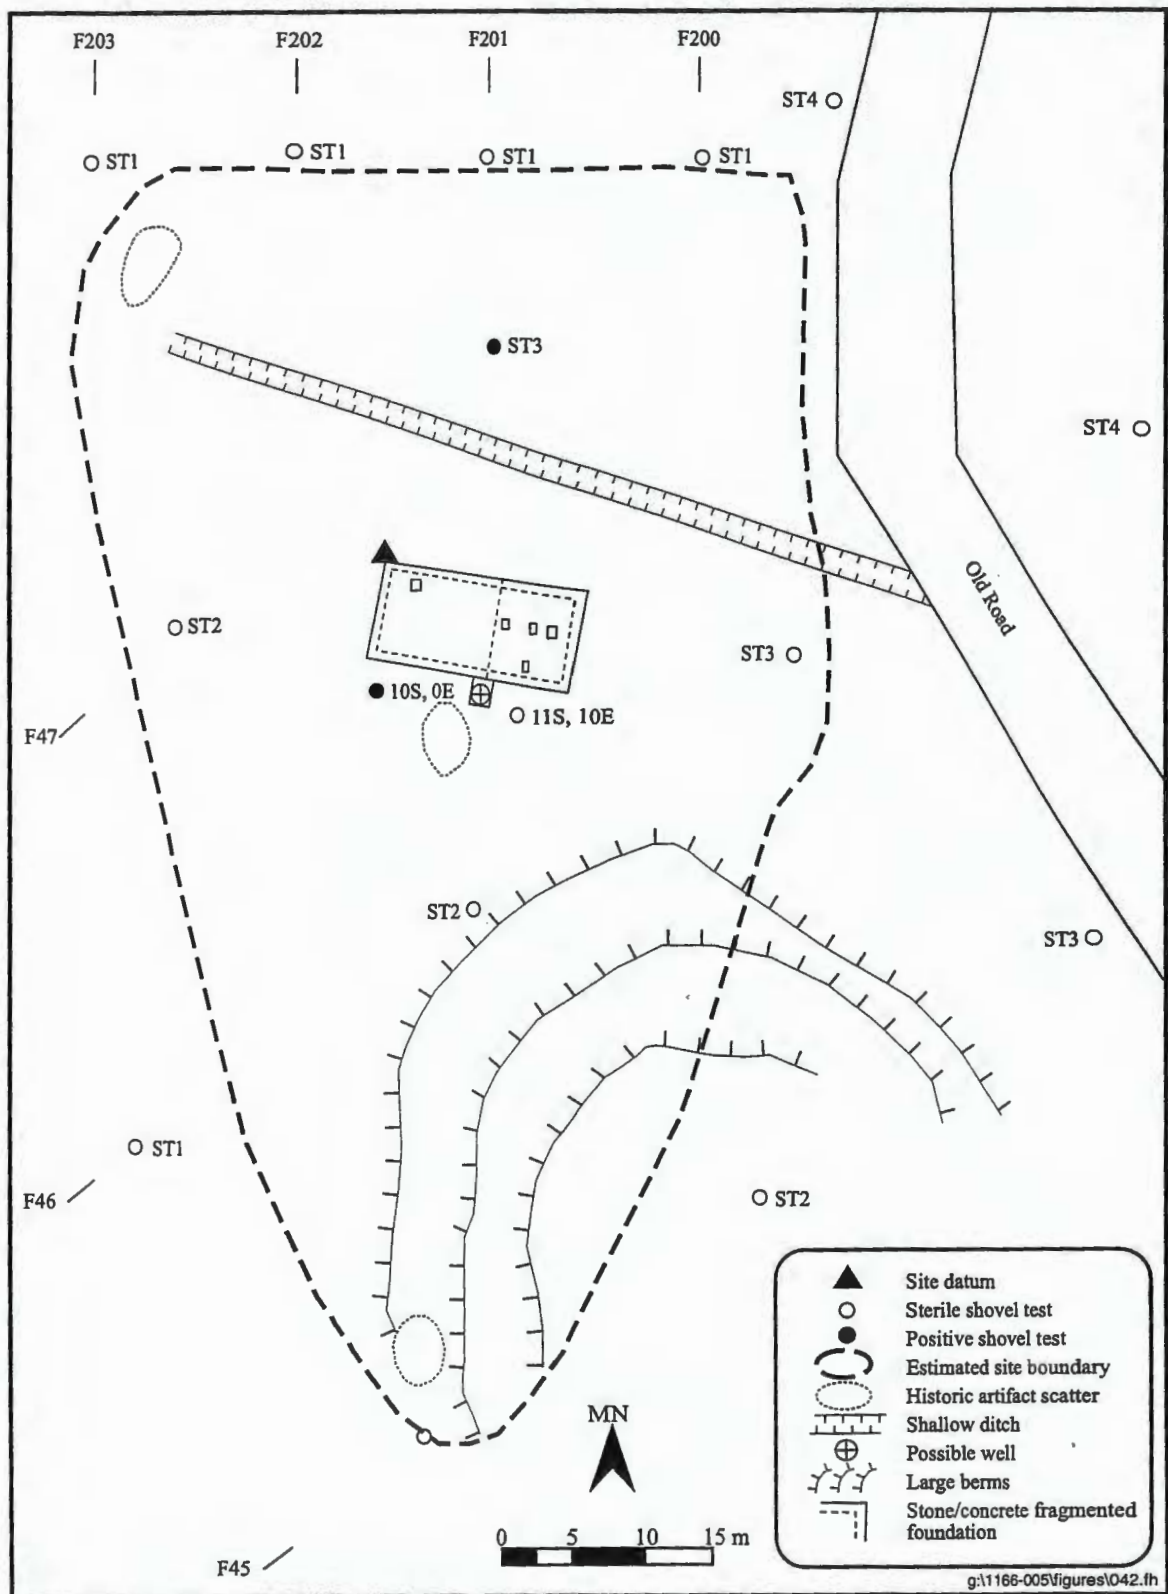 F203 F202 F201 F200
ST4
ST1 ST1 ST1 ST1
ST3
ST4
Old Road
ST2
ST3
10S, 0E
11S, 10E
F47
ST2
ST3
ST1
F46
ST2
Site datum
Sterile shovel test
Positive shovel test
Estimated site boundary
Historic artifact scatter
Shallow ditch
Possible well
Large berms
Stone/concrete fragmented
foundation
MN
0 5 10 15 m
F45
g:\1166-005\figures\042.fh